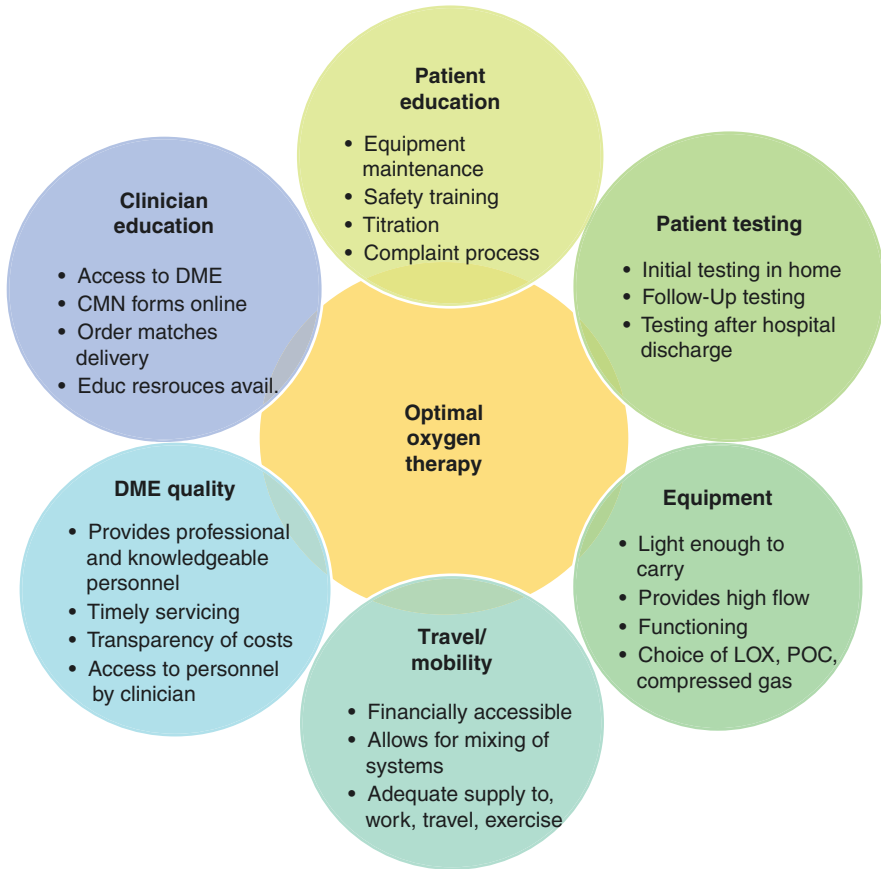 Patient
education
• Equipment
maintenance
• Safety training
• Titration
• Complaint process
Patient testing
• Initial testing in home
• Follow-Up testing
• Testing after hospital
discharge
Equipment
• Light enough to
carry
• Provides high flow
• Functioning
• Choice of LOX, POC,
compressed gas
Travel/
mobility
• Financially accessible
• Allows for mixing of
systems
• Adequate supply to,
work, travel, exercise
DME quality
• Provides professional
and knowledgeable
personnel
• Timely servicing
• Transparency of costs
• Access to personnel
by clinician
Clinician
education
• Access to DME
• CMN forms online
• Order matches
delivery
• Educ resrouces avail.
Optimal
oxygen
therapy